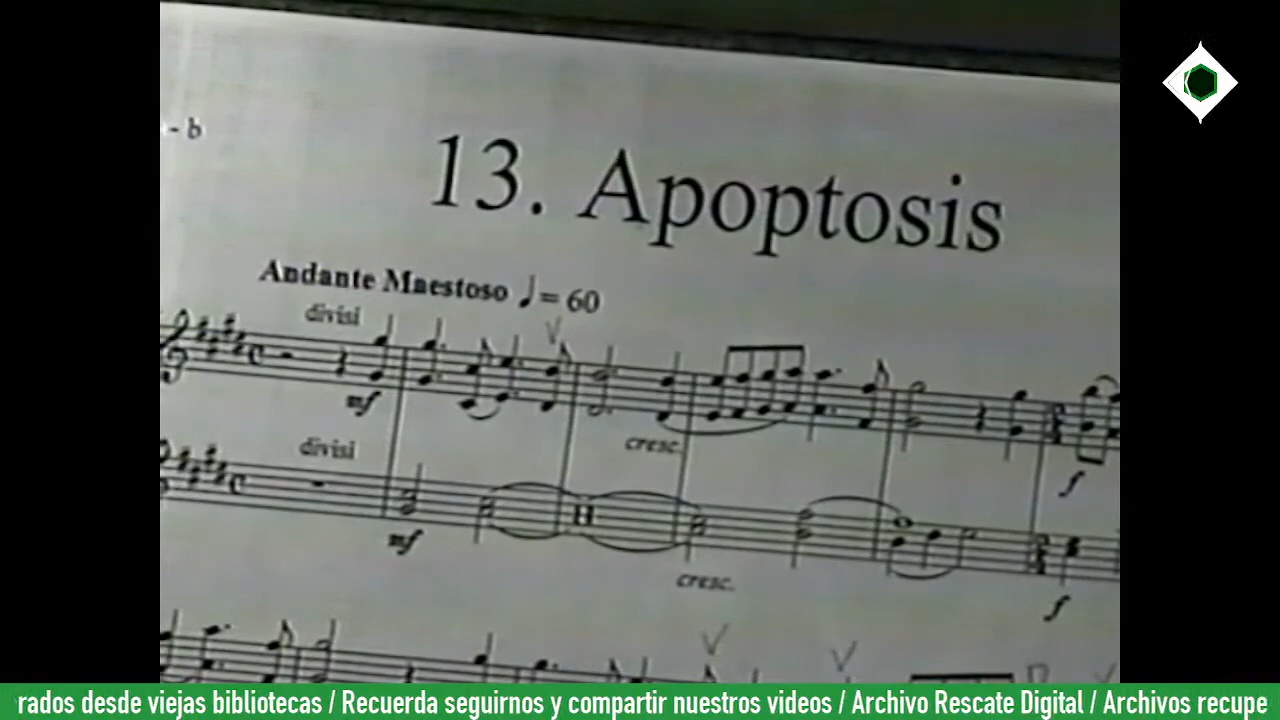 - b
13. Apoptosis
Andante Maestoso ♩= 60
divisi
mf
cresc.
f
divisi
mf
cresc.
f
rados desde viejas bibliotecas / Recuerda seguirnos y compartir nuestros videos / Archivo Rescate Digital / Archivos recupe